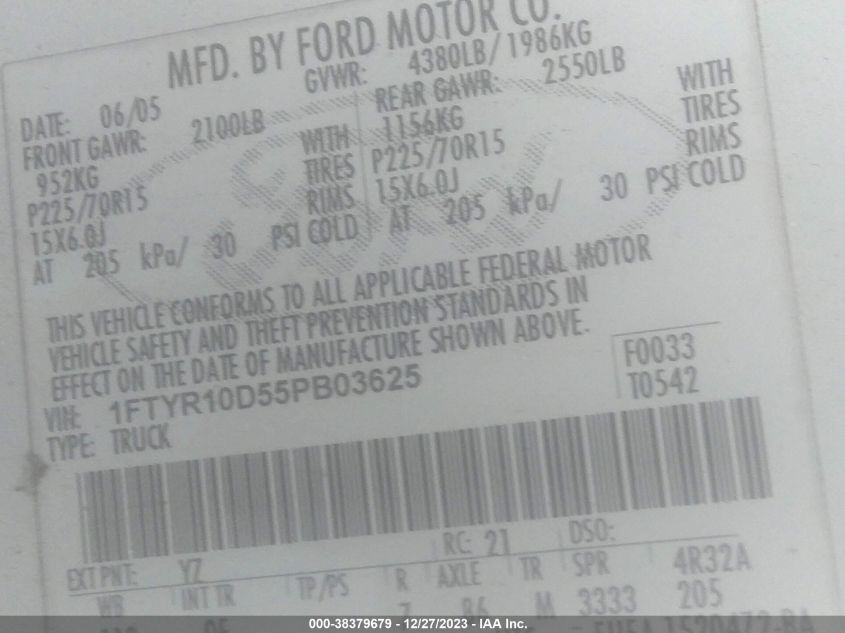 MFD. BY FORD MOTOR CO.
DATE: 06/05 GVWR: 4380LB/1986KG
FRONT GAWR: 2100LB REAR GAWR: 2550LB
952KG WITH 1156KG WITH
P225/70R15 TIRES P225/70R15 TIRES
15X6.0J RIMS 15X6.0J RIMS
AT 205 kPa/ 30 PSI COLD AT 205 kPa/ 30 PSI COLD
THIS VEHICLE CONFORMS TO ALL APPLICABLE FEDERAL MOTOR
VEHICLE SAFETY AND THEFT PREVENTION STANDARDS IN
EFFECT ON THE DATE OF MANUFACTURE SHOWN ABOVE.
VIN: 1FTYR10D55PB03625 F0033
TYPE: TRUCK T0542
EXT PNT: YZ RC: 21 DSO:
WB INT TR TP/PS R AXLE TR SPR 4R32A
7 86 M 3333 205
000-38379679 - 12/27/2023 - IAA Inc.